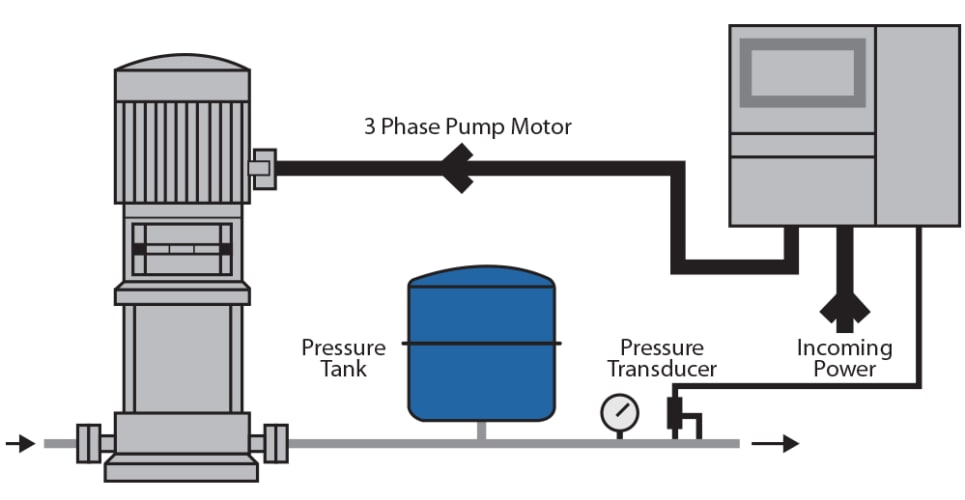 3 Phase Pump Motor
Pressure
Tank
Pressure
Transducer
Incoming
Power